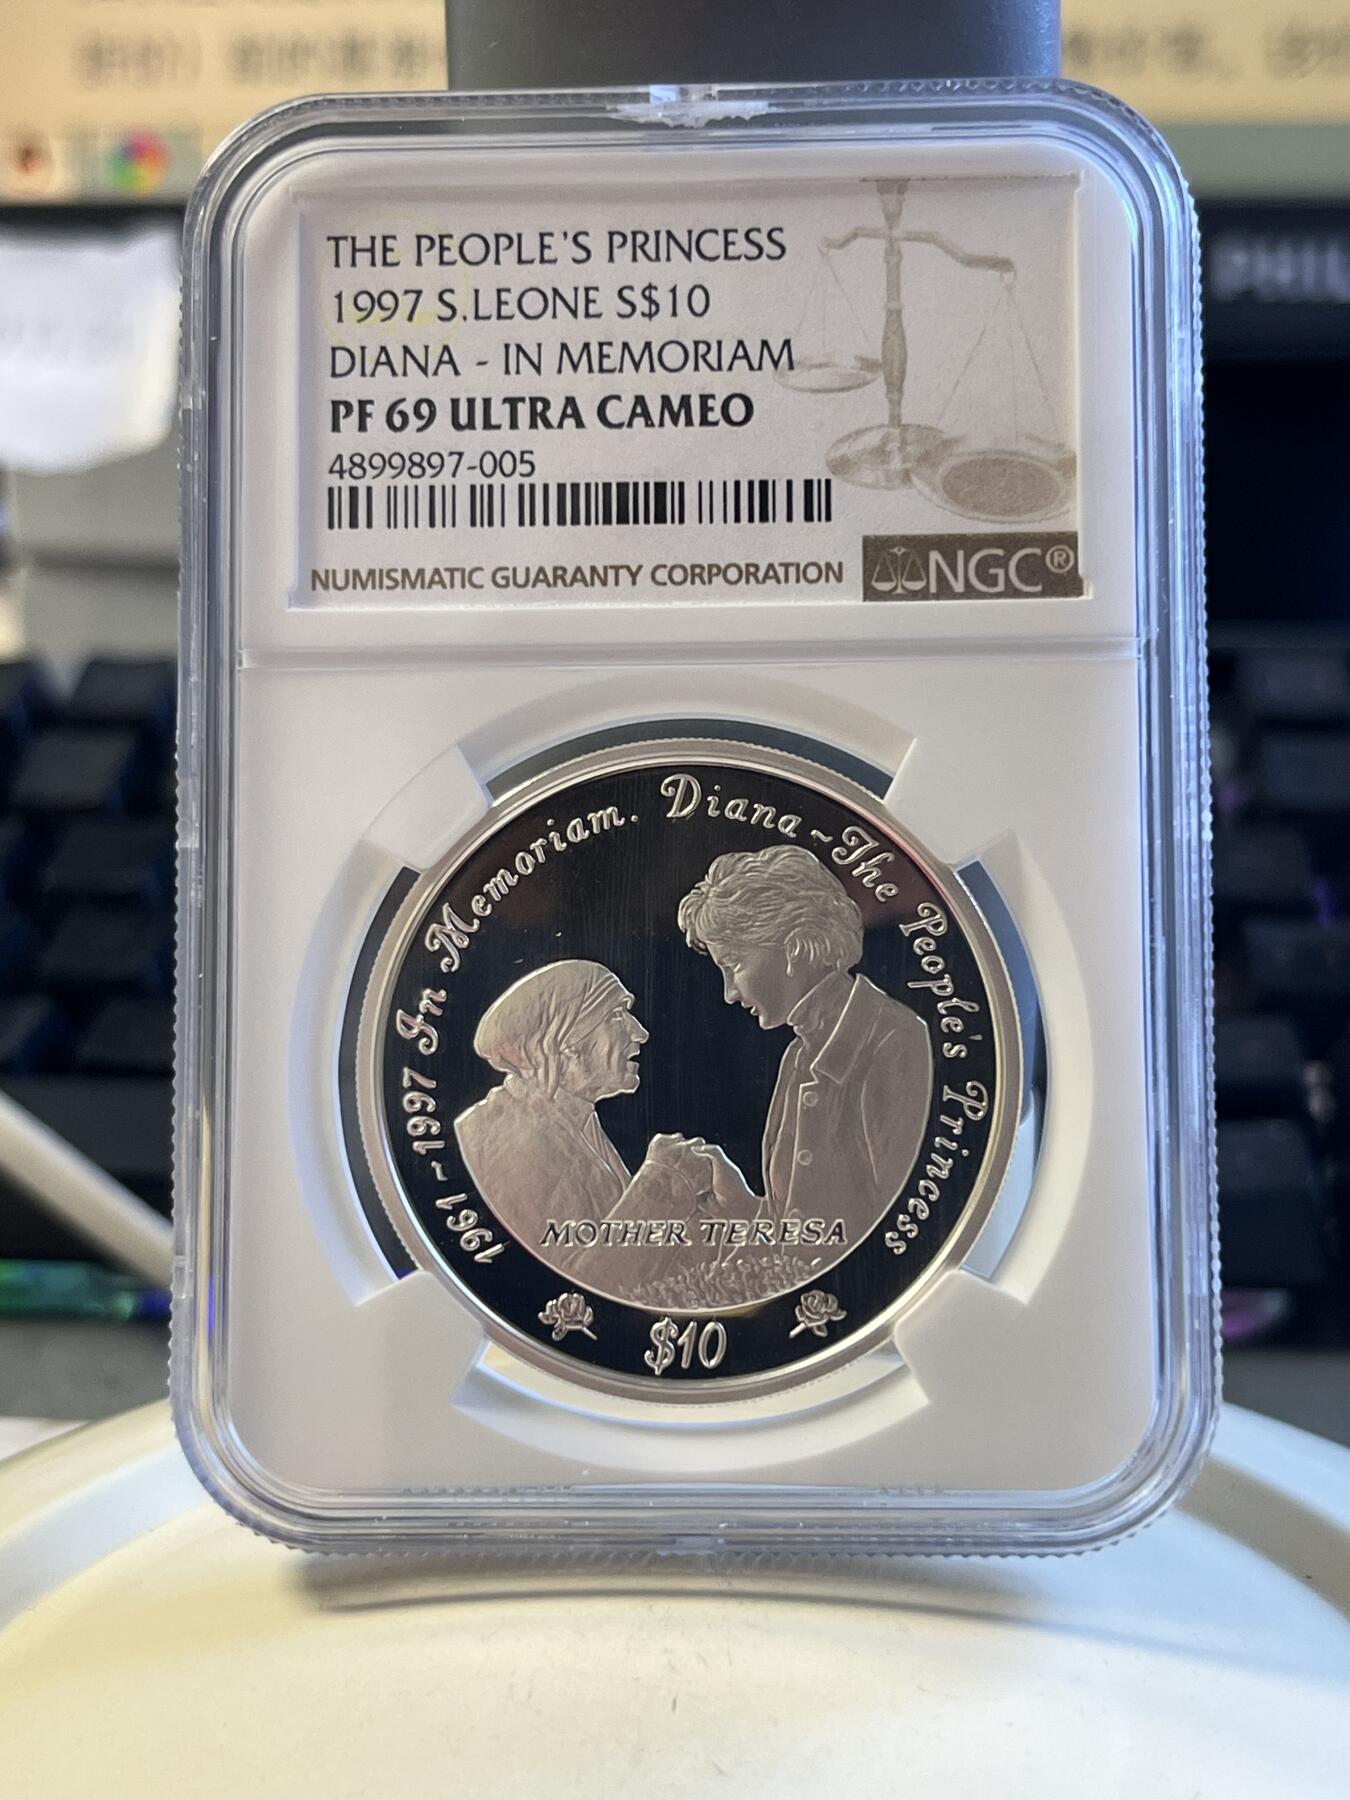 THE PEOPLE'S PRINCESS
1997 S.LEONE S$10
DIANA - IN MEMORIAM
PF 69 ULTRA CAMEO
4899897-005
NUMISMATIC GUARANTY CORPORATION
NGC®
1961~1997 In Memoriam. Diana~The People's Princess
MOTHER TERESA
$10